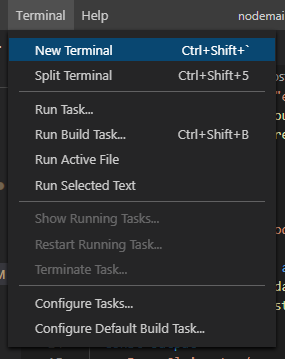 Terminal Help nodemai
New Terminal Ctrl+Shift+`
Split Terminal Ctrl+Shift+5
Run Task...
Run Build Task... Ctrl+Shift+B
Run Active File
Run Selected Text
Show Running Tasks...
Restart Running Task...
Terminate Task...
Configure Tasks...
Configure Default Build Task...